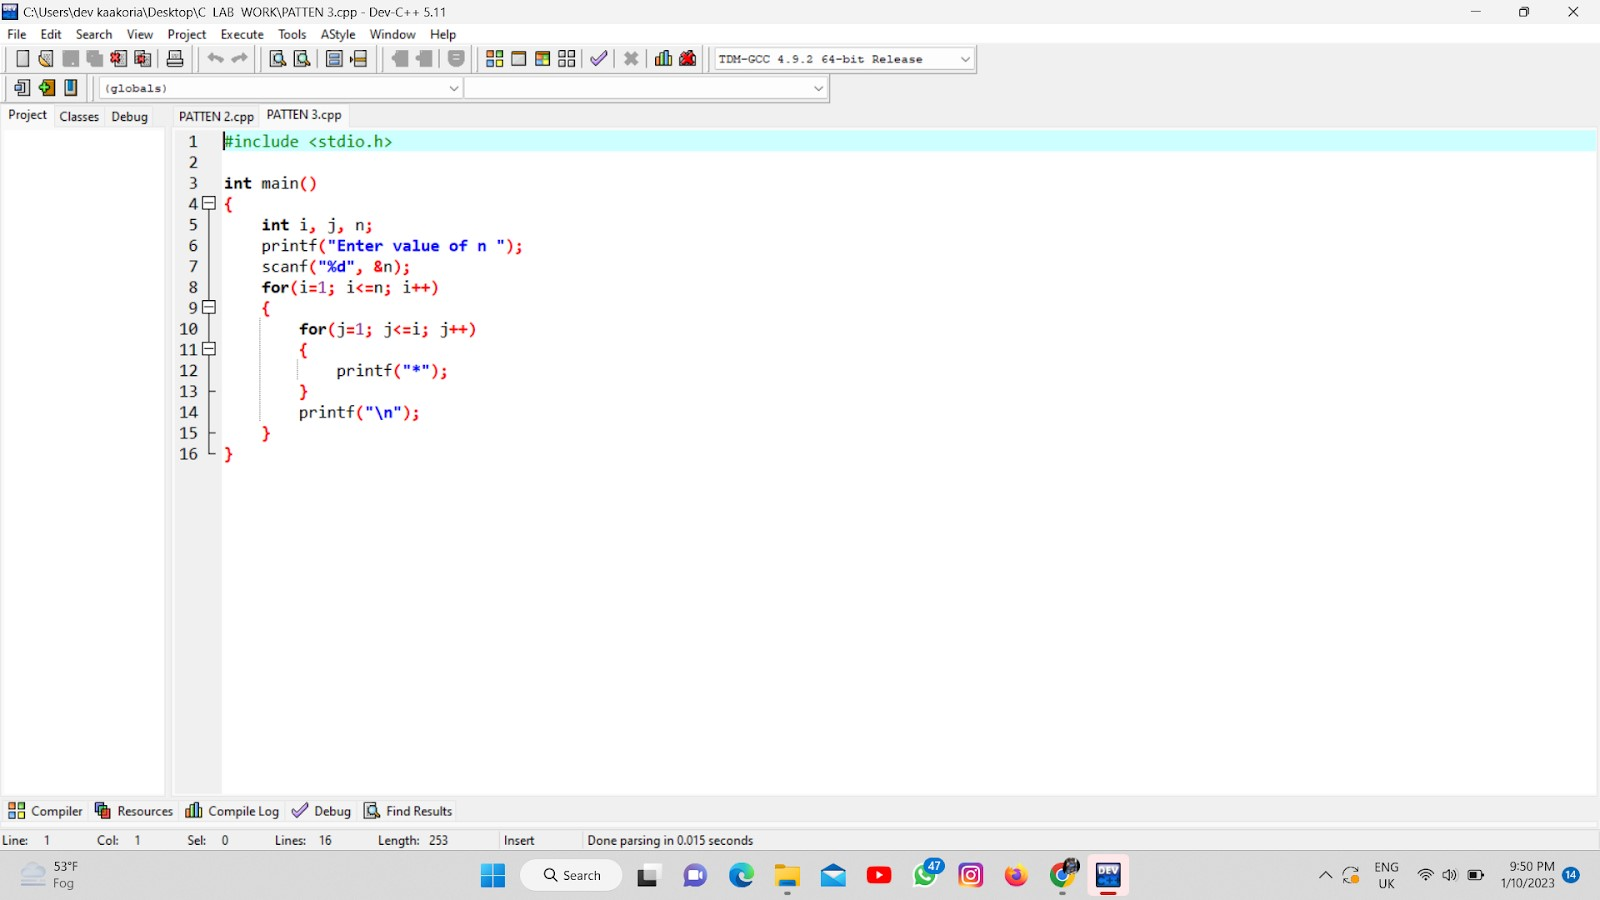 C:\Users\dev kaakoria\Desktop\C LAB WORK\PATTEN 3.cpp - Dev-C++ 5.11
File Edit Search View Project Execute Tools AStyle Window Help
TDM-GCC 4.9.2 64-bit Release
(globals)
Project Classes Debug PATTEN 2.cpp PATTEN 3.cpp
1 #include <stdio.h>
2
3 int main()
4 {
5 int i, j, n;
6 printf("Enter value of n ");
7 scanf("%d", &n);
8 for(i=1; i<=n; i++)
9 {
10 for(j=1; j<=i; j++)
11 {
12 printf("*");
13 }
14 printf("\n");
15 }
16 }
Compiler Resources Compile Log Debug Find Results
Line: 1 Col: 1 Sel: 0 Lines: 16 Length: 253 Insert Done parsing in 0.015 seconds
53°F
Fog
Search
47
DEV
C++
ENG
UK
9:50 PM
1/10/2023
14